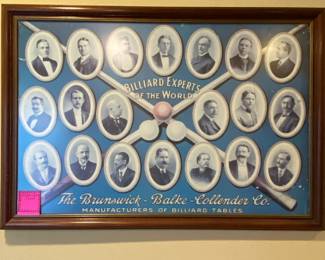 BILLIARD EXPERTS
OF THE WORLD
The Brunswick - Balke - Collender Co.
MANUFACTURERS OF BILLIARD TABLES